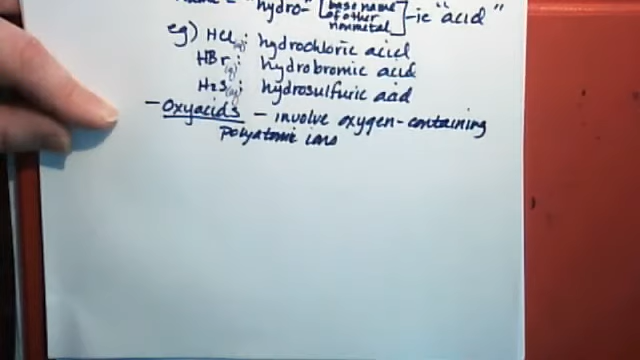 name = "hydro- [base name of other nonmetal] -ic "acid"
eg) HCl(aq): hydrochloric acid
HBr(aq): hydrobromic acid
H2S(aq): hydrosulfuric acid
- Oxyacids - involve oxygen-containing
polyatomic ions